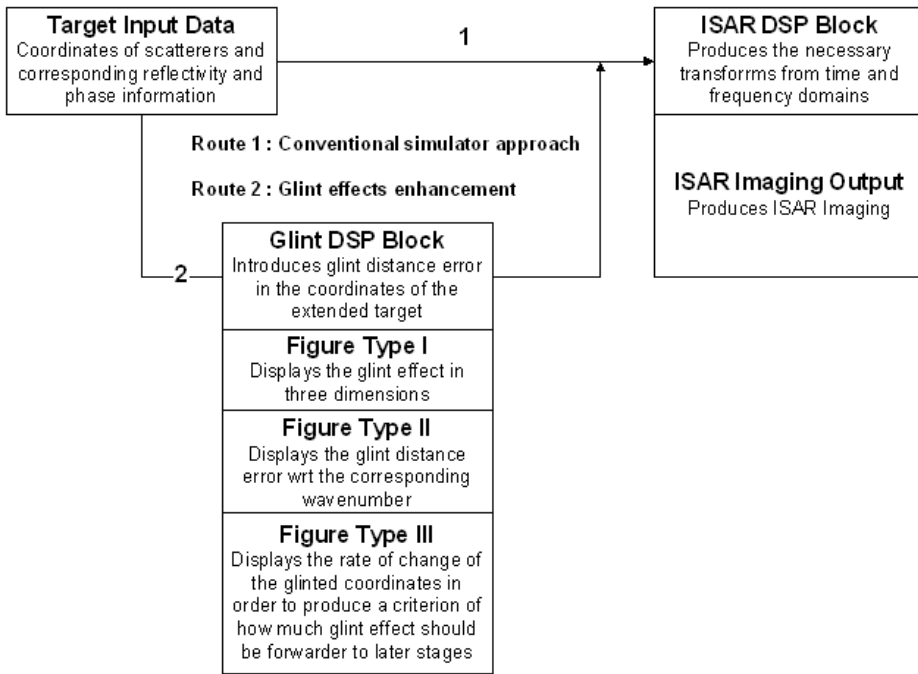 Target Input Data
Coordinates of scatterers and
corresponding reflectivity and
phase information
1
ISAR DSP Block
Produces the necessary
transforrms from time and
frequency domains
Route 1 : Conventional simulator approach
Route 2 : Glint effects enhancement
ISAR Imaging Output
Produces ISAR Imaging
2
Glint DSP Block
Introduces glint distance error
in the coordinates of the
extended target
Figure Type I
Displays the glint effect in
three dimensions
Figure Type II
Displays the glint distance
error wrt the corresponding
wavenumber
Figure Type III
Displays the rate of change of
the glinted coordinates in
order to produce a criterion of
how much glint effect should
be forwarder to later stages